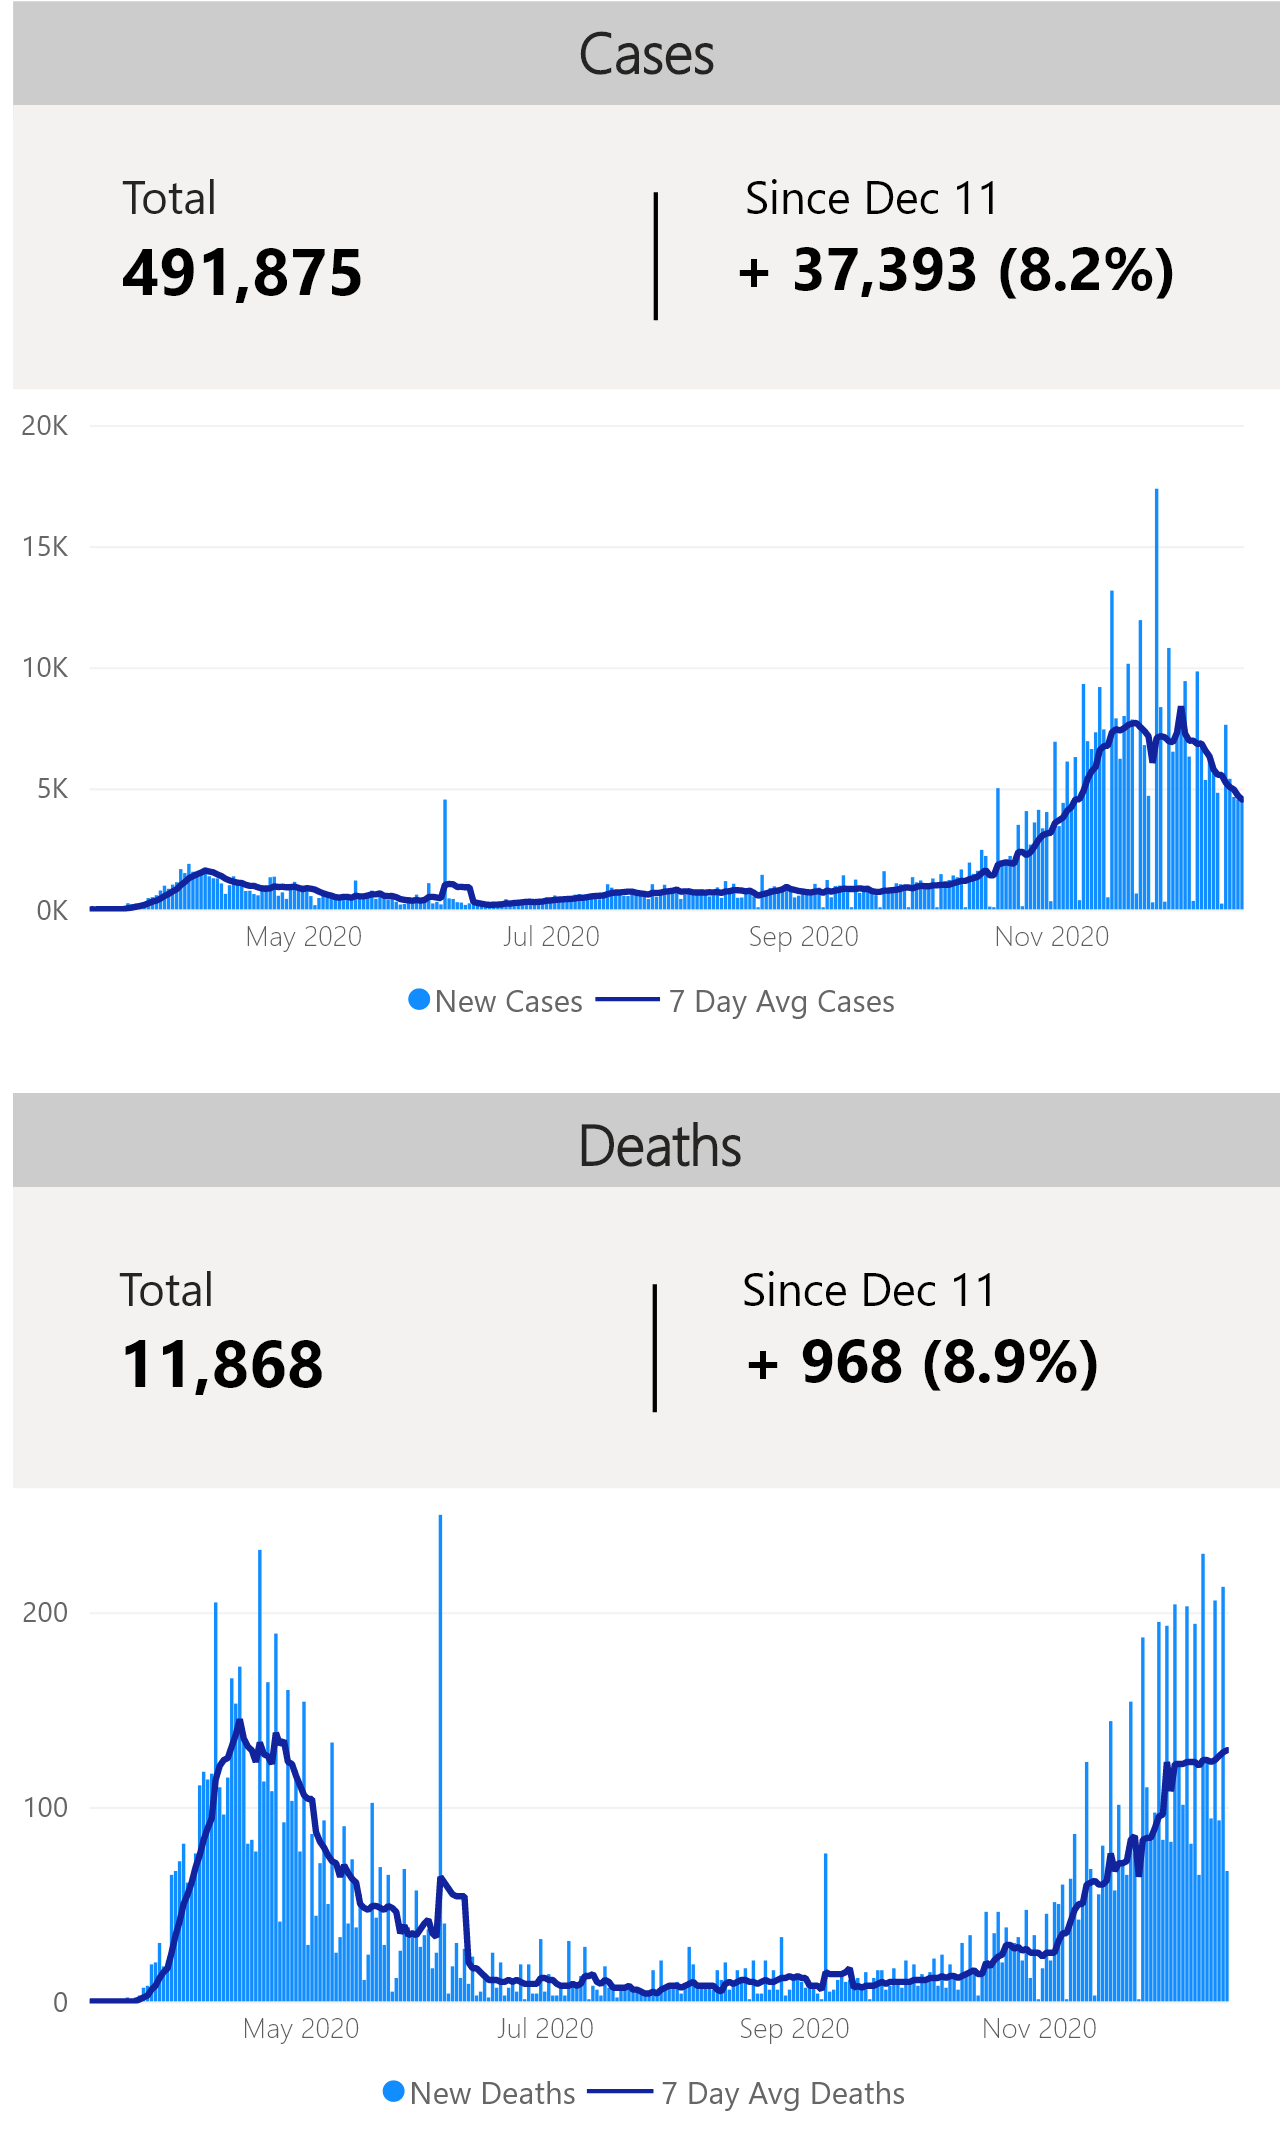 Cases
Total
Since Dec 11
491,875
+ 37,393 (8.2%)
20K
15K
10K
5K
0K
May 2020
Jul 2020
Sep 2020
Nov 2020
New Cases
7 Day Avg Cases
Deaths
Total
Since Dec 11
11,868
+ 968 (8.9%)
200
100
0
May 2020
Jul 2020
Sep 2020
Nov 2020
New Deaths
7 Day Avg Deaths